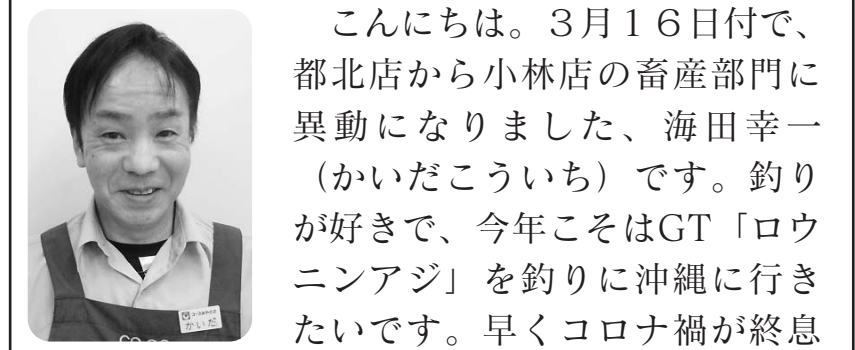 こんにちは。３月１６日付で、
都北店から小林店の畜産部門に
異動になりました、海田幸一
（かいだこういち）です。釣り
が好きで、今年こそはGT「ロウ
ニンアジ」を釣りに沖縄に行き
たいです。早くコロナ禍が終息
かいだ